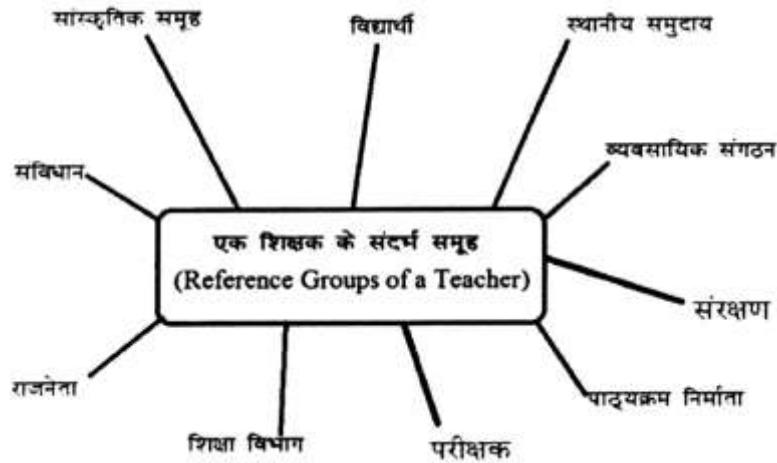 सांस्कृतिक समूह
विद्यार्थी
स्थानीय समुदाय
संविधान
व्यवसायिक संगठन
एक शिक्षक के संदर्भ समूह
(Reference Groups of a Teacher)
संरक्षण
राजनेता
पाठ्यक्रम निर्माता
शिक्षा विभाग
परीक्षक